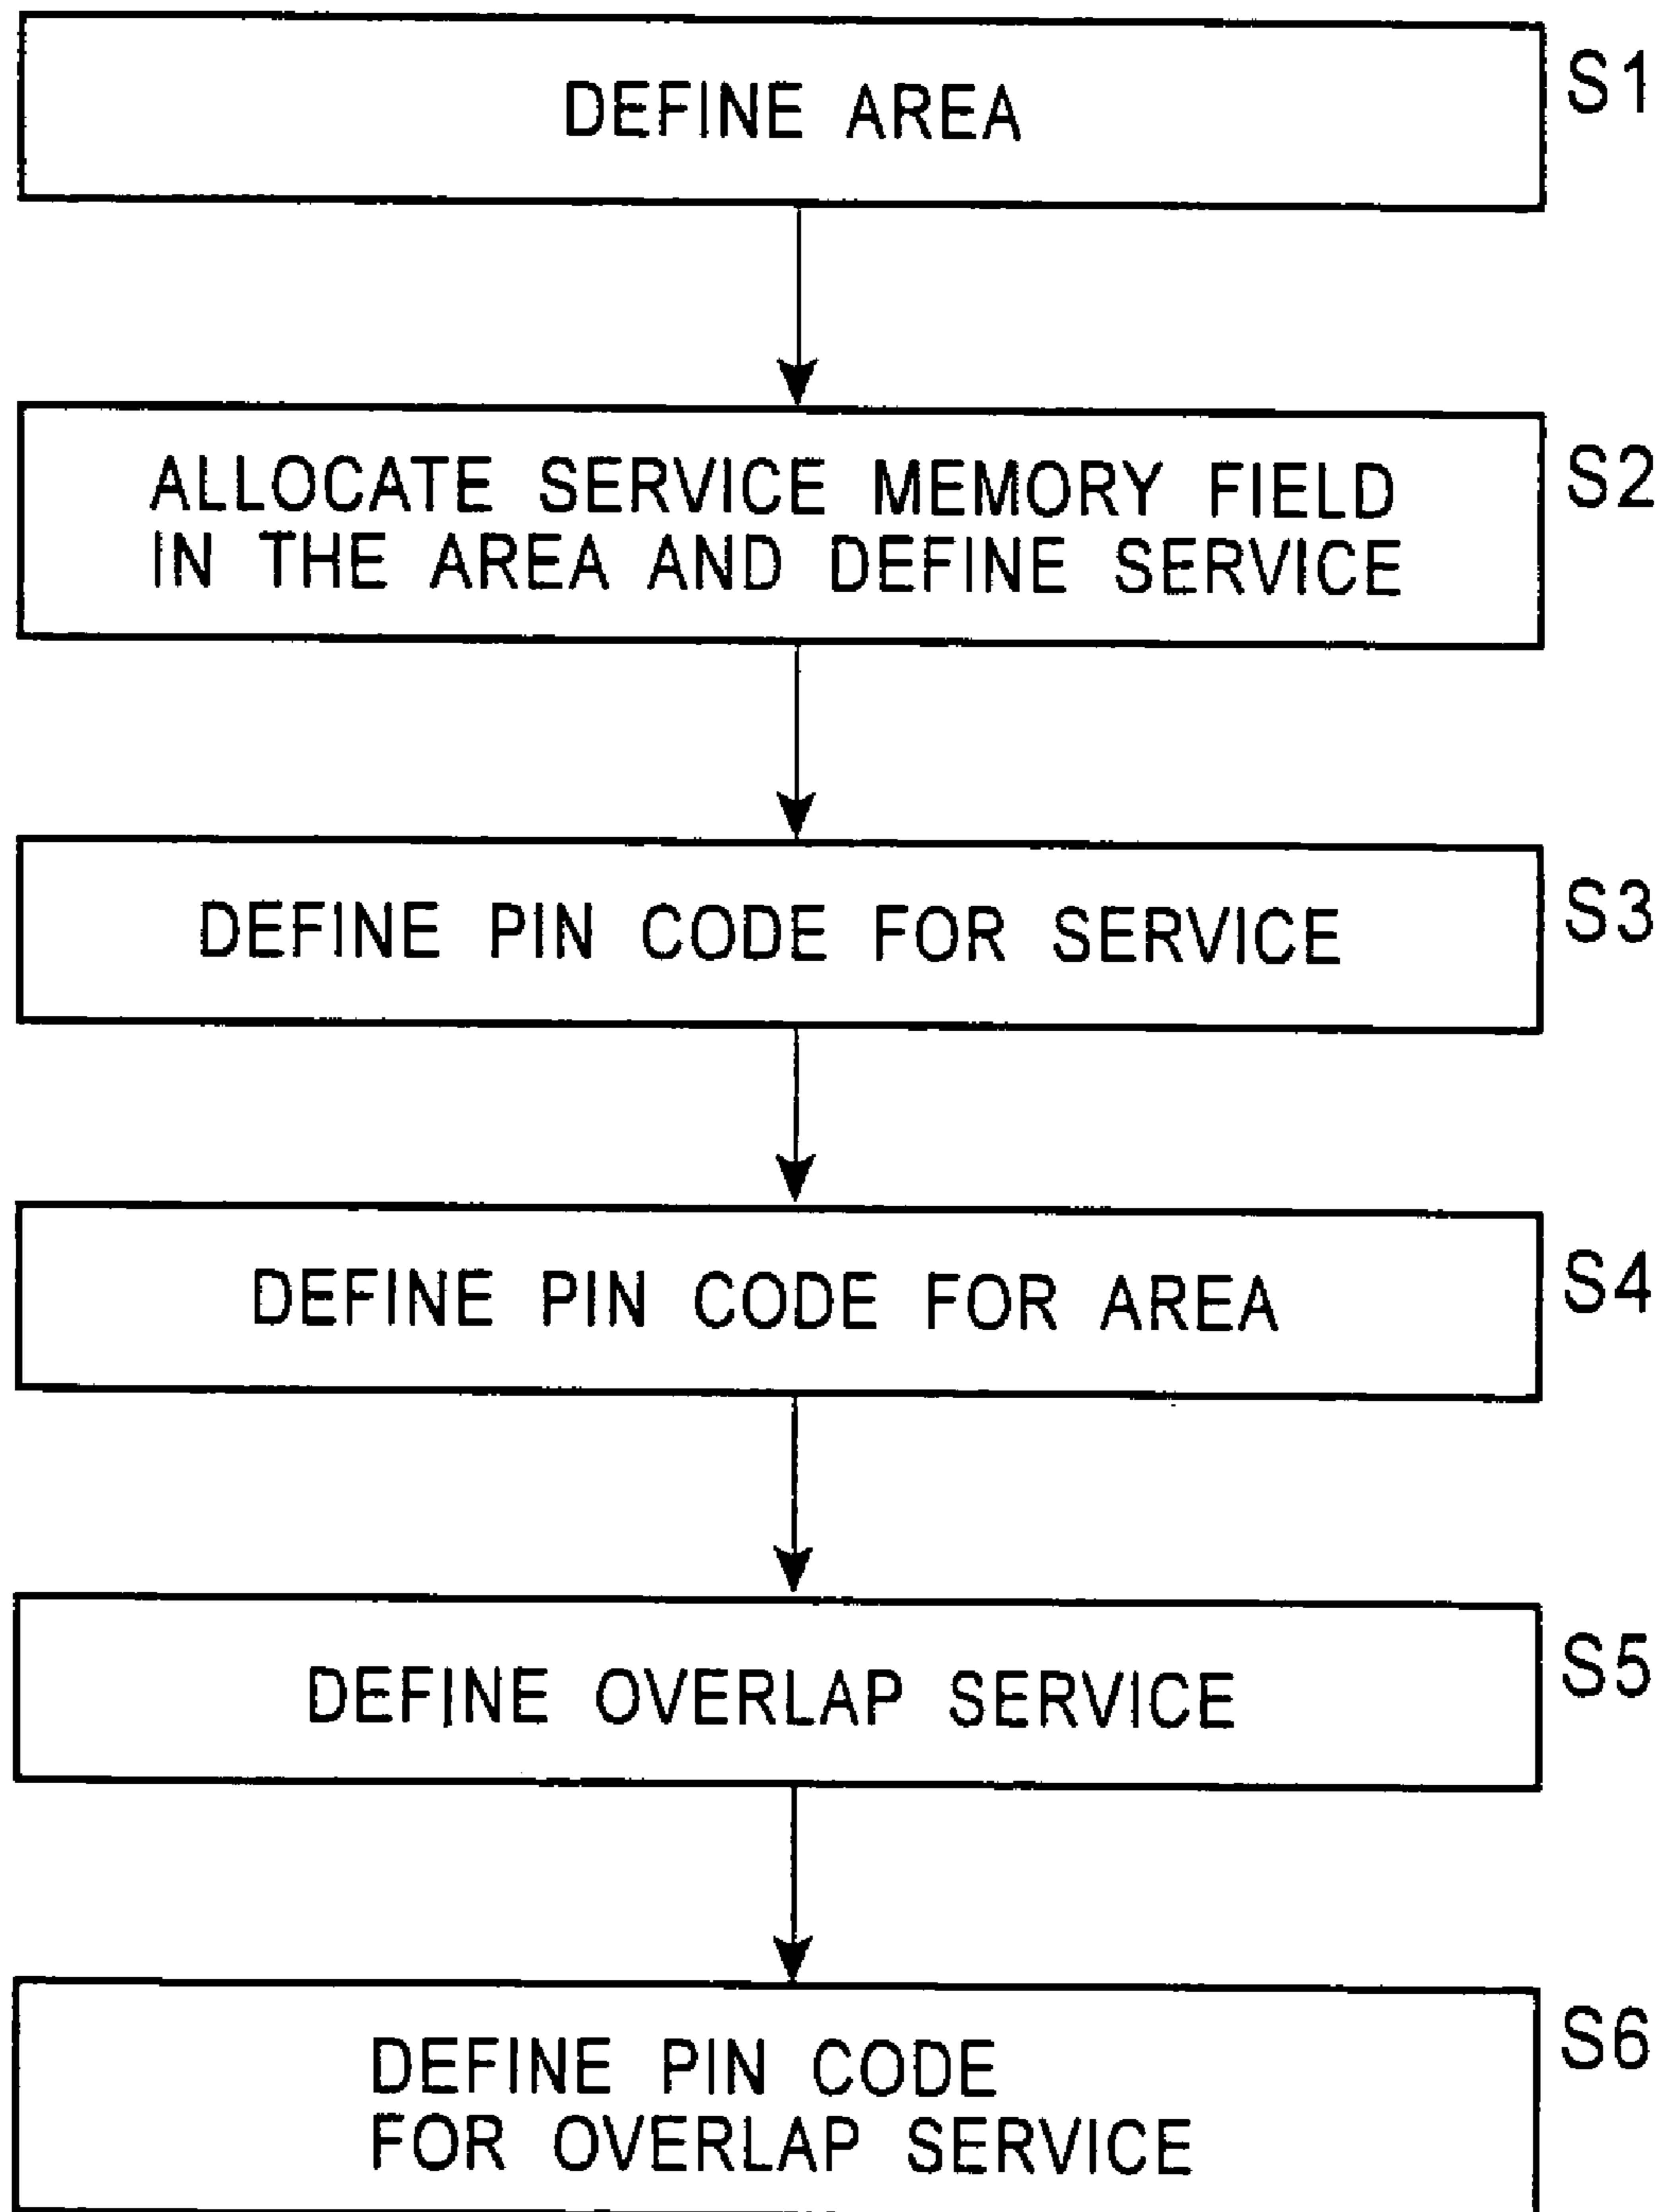 DEFINE AREA
S1
ALLOCATE SERVICE MEMORY FIELD
IN THE AREA AND DEFINE SERVICE
S2
DEFINE PIN CODE FOR SERVICE
S3
DEFINE PIN CODE FOR AREA
S4
DEFINE OVERLAP SERVICE
S5
DEFINE PIN CODE
FOR OVERLAP SERVICE
S6